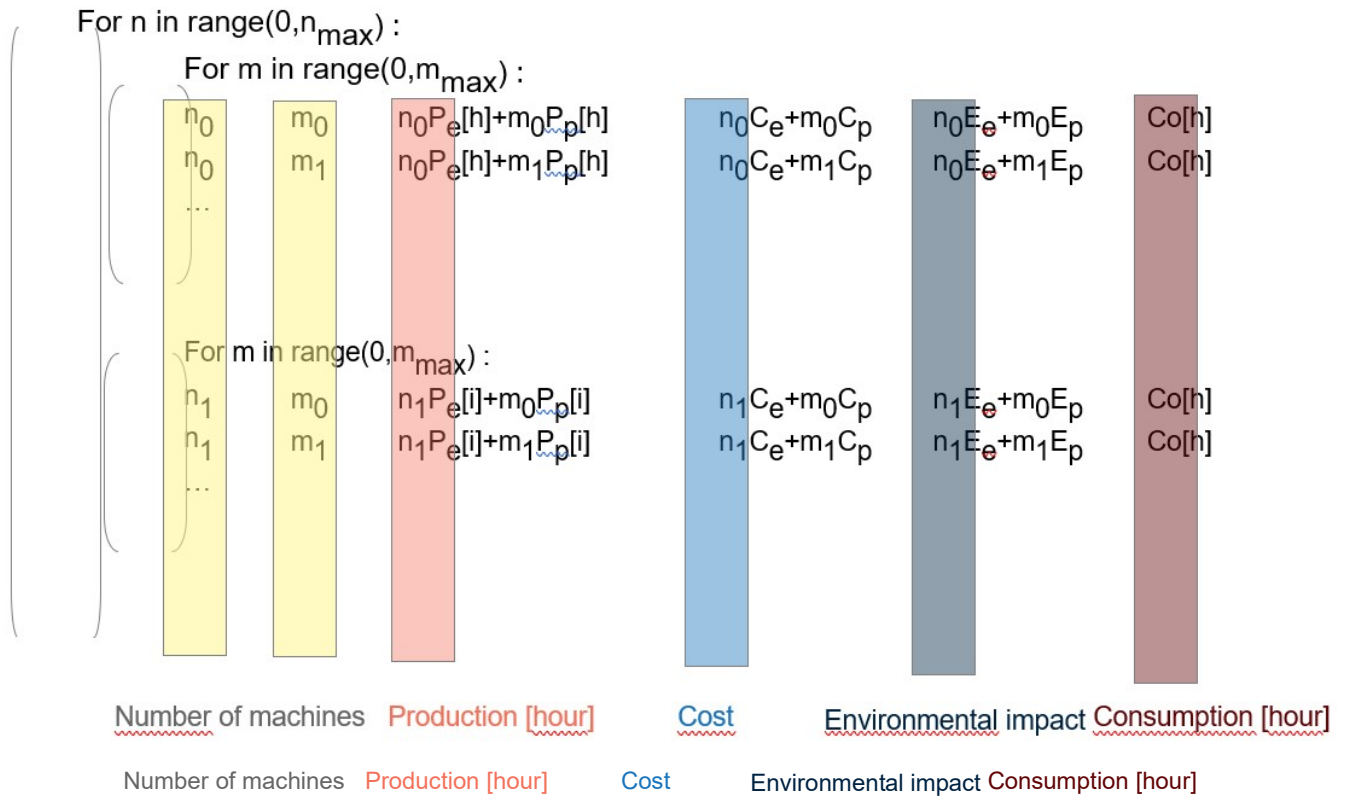 For n in range(0,nmax) :
For m in range(0,mmax) :
n0 m0 n0Pe[h]+m0Pp[h] n0Ce+m0Cp n0Ee+m0Ep Co[h]
n0 m1 n0Pe[h]+m1Pp[h] n0Ce+m1Cp n0Ee+m1Ep Co[h]
...
For m in range(0,mmax) :
n1 m0 n1Pe[i]+m0Pp[i] n1Ce+m0Cp n1Ee+m0Ep Co[h]
n1 m1 n1Pe[i]+m1Pp[i] n1Ce+m1Cp n1Ee+m1Ep Co[h]
...
Number of machines Production [hour] Cost Environmental impact Consumption [hour]
Number of machines Production [hour] Cost Environmental impact Consumption [hour]